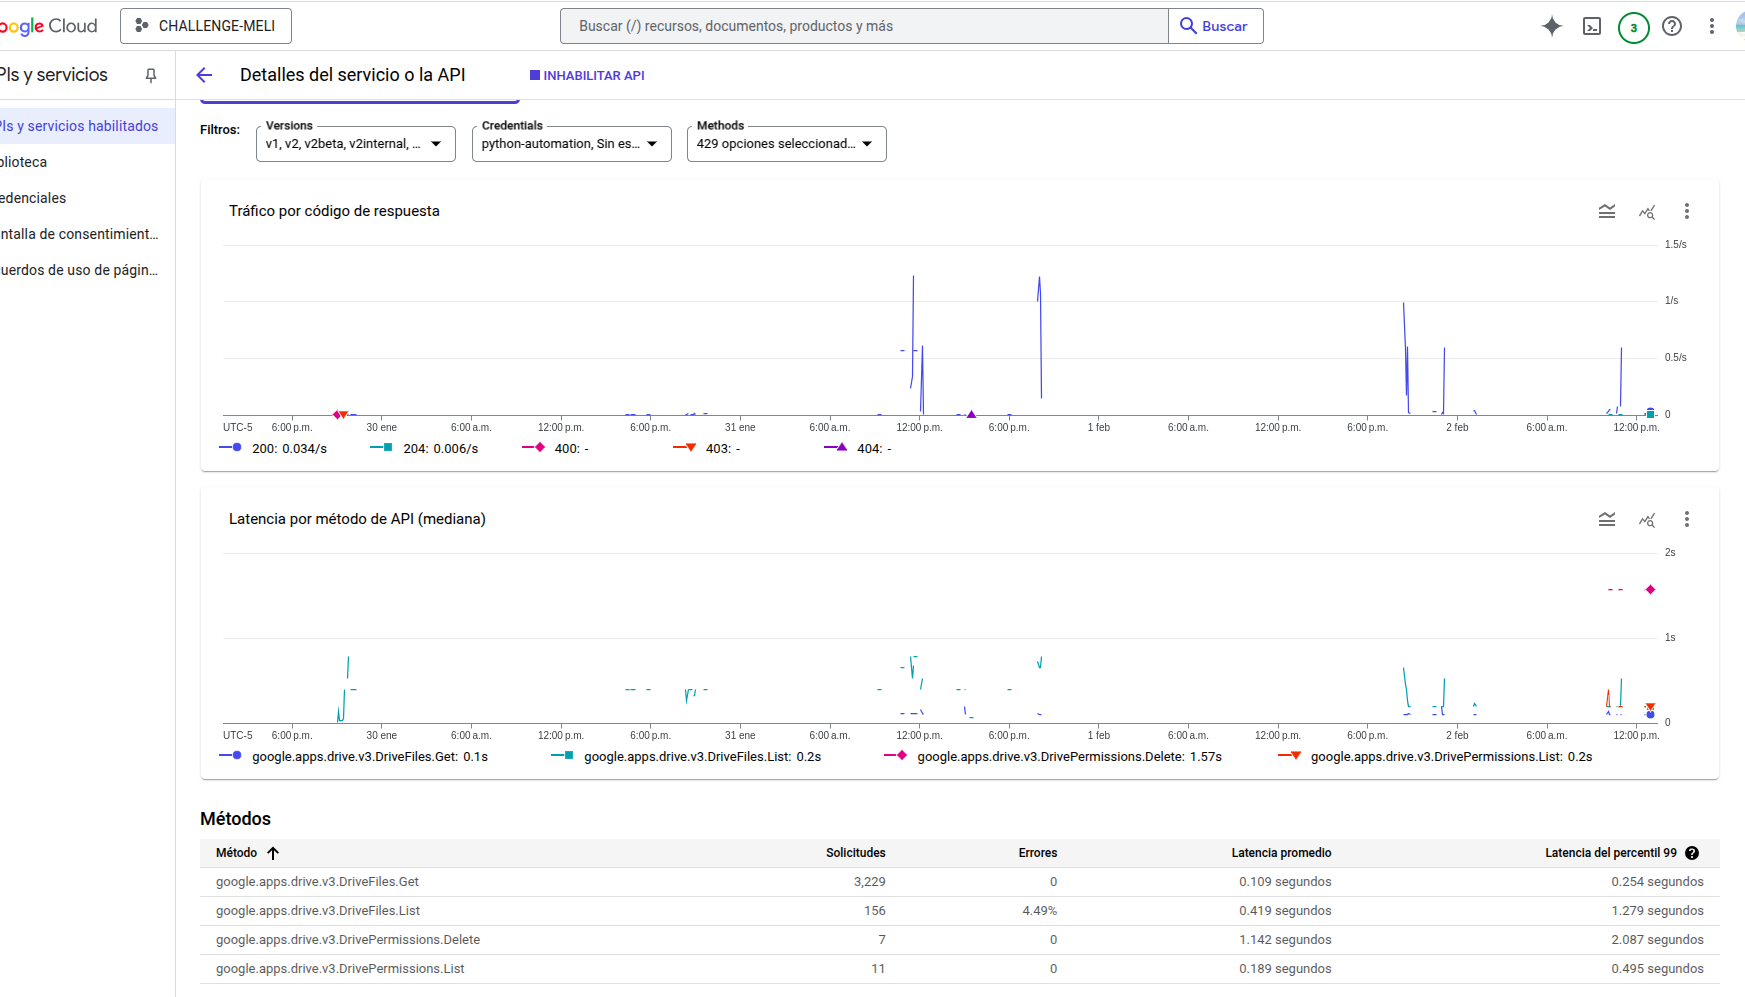 oogle Cloud
CHALLENGE-MELI
Buscar (/) recursos, documentos, productos y más
Buscar
3
PIs y servicios
Detalles del servicio o la API
INHABILITAR API
PIs y servicios habilitados
blioteca
edenciales
ntalla de consentimient...
uerdos de uso de págin...
Filtros:
Versions
v1, v2, v2beta, v2internal, ...
Credentials
python-automation, Sin es...
Methods
429 opciones seleccionad...
Tráfico por código de respuesta
1.5/s
1/s
0.5/s
0
UTC-5 6:00 p.m. 30 ene 6:00 a.m. 12:00 p.m. 6:00 p.m. 31 ene 6:00 a.m. 12:00 p.m. 6:00 p.m. 1 feb 6:00 a.m. 12:00 p.m. 6:00 p.m. 2 feb 6:00 a.m. 12:00 p.m.
200: 0.034/s 204: 0.006/s 400: - 403: - 404: -
Latencia por método de API (mediana)
2s
1s
0
UTC-5 6:00 p.m. 30 ene 6:00 a.m. 12:00 p.m. 6:00 p.m. 31 ene 6:00 a.m. 12:00 p.m. 6:00 p.m. 1 feb 6:00 a.m. 12:00 p.m. 6:00 p.m. 2 feb 6:00 a.m. 12:00 p.m.
google.apps.drive.v3.DriveFiles.Get: 0.1s google.apps.drive.v3.DriveFiles.List: 0.2s google.apps.drive.v3.DrivePermissions.Delete: 1.57s google.apps.drive.v3.DrivePermissions.List: 0.2s
Métodos
Método Solicitudes Errores Latencia promedio Latencia del percentil 99
google.apps.drive.v3.DriveFiles.Get 3,229 0 0.109 segundos 0.254 segundos
google.apps.drive.v3.DriveFiles.List 156 4.49% 0.419 segundos 1.279 segundos
google.apps.drive.v3.DrivePermissions.Delete 7 0 1.142 segundos 2.087 segundos
google.apps.drive.v3.DrivePermissions.List 11 0 0.189 segundos 0.495 segundos